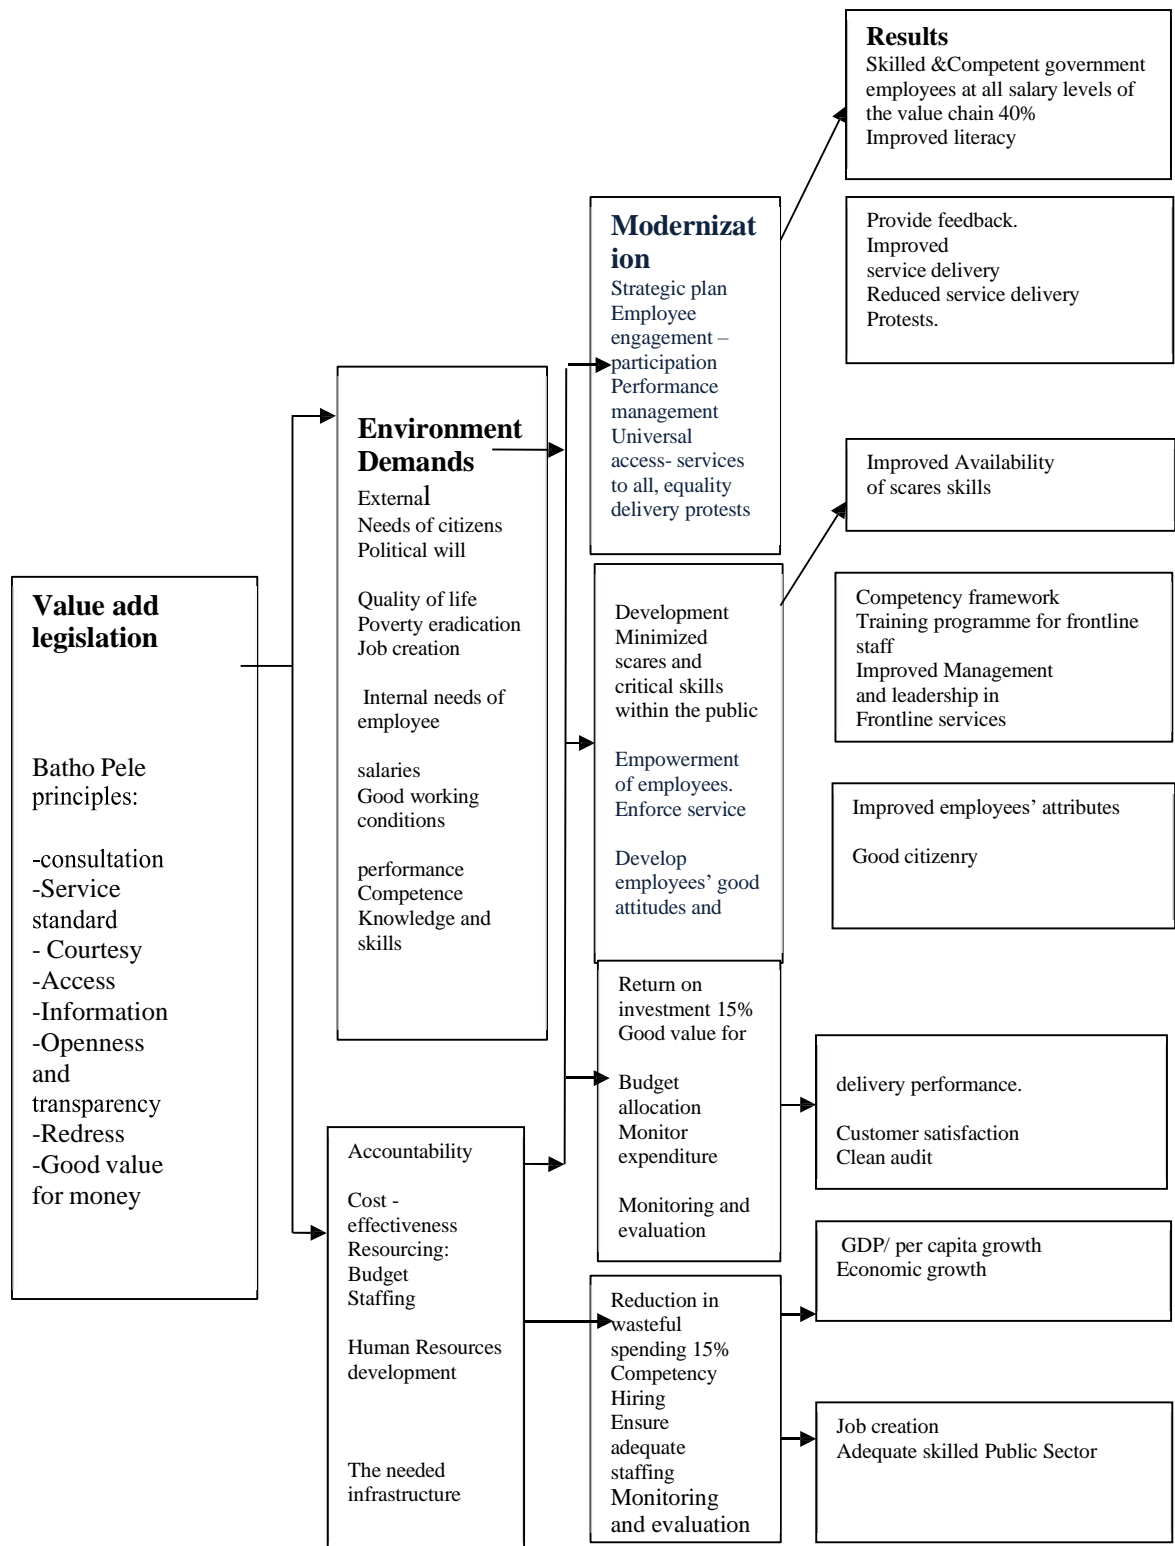 Value add
legislation
Batho Pele
principles:
-consultation
-Service
standard
- Courtesy
-Access
-Information
-Openness
and
transparency
-Redress
-Good value
for money
Environment
Demands
External
Needs of citizens
Political will
Quality of life
Poverty eradication
Job creation
Internal needs of
employee
salaries
Good working
conditions
performance
Competence
Knowledge and
skills
Accountability
Cost -
effectiveness
Resourcing:
Budget
Staffing
Human Resources
development
The needed
infrastructure
Modernizat
ion
Strategic plan
Employee
engagement –
participation
Performance
management
Universal
access- services
to all, equality
delivery protests
Development
Minimized
scares and
critical skills
within the public
Empowerment
of employees.
Enforce service
Develop
employees’ good
attitudes and
Return on
investment 15%
Good value for
Budget
allocation
Monitor
expenditure
Monitoring and
evaluation
Reduction in
wasteful
spending 15%
Competency
Hiring
Ensure
adequate
staffing
Monitoring
and evaluation
Results
Skilled &Competent government
employees at all salary levels of
the value chain 40%
Improved literacy
Provide feedback.
Improved
service delivery
Reduced service delivery
Protests.
Improved Availability
of scares skills
Competency framework
Training programme for frontline
staff
Improved Management
and leadership in
Frontline services
Improved employees’ attributes
Good citizenry
delivery performance.
Customer satisfaction
Clean audit
GDP/ per capita growth
Economic growth
Job creation
Adequate skilled Public Sector